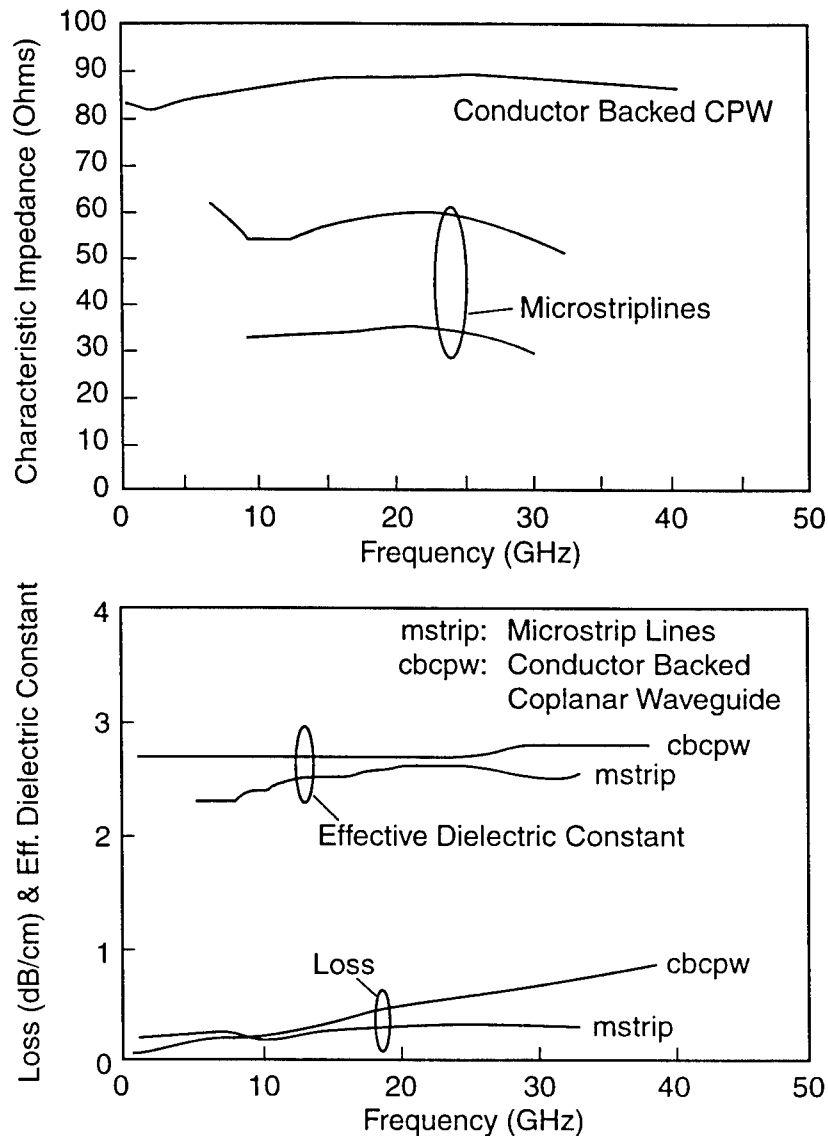 100
90
80
70
60
50
40
30
20
10
0
Characteristic Impedance (Ohms)
Conductor Backed CPW
Microstriplines
0 10 20 30 40 50
Frequency (GHz)
4
3
2
1
0
Loss (dB/cm) & Eff. Dielectric Constant
mstrip: Microstrip Lines
cbcpw: Conductor Backed
Coplanar Waveguide
cbcpw
mstrip
Effective Dielectric Constant
Loss
cbcpw
mstrip
0 10 20 30 40 50
Frequency (GHz)